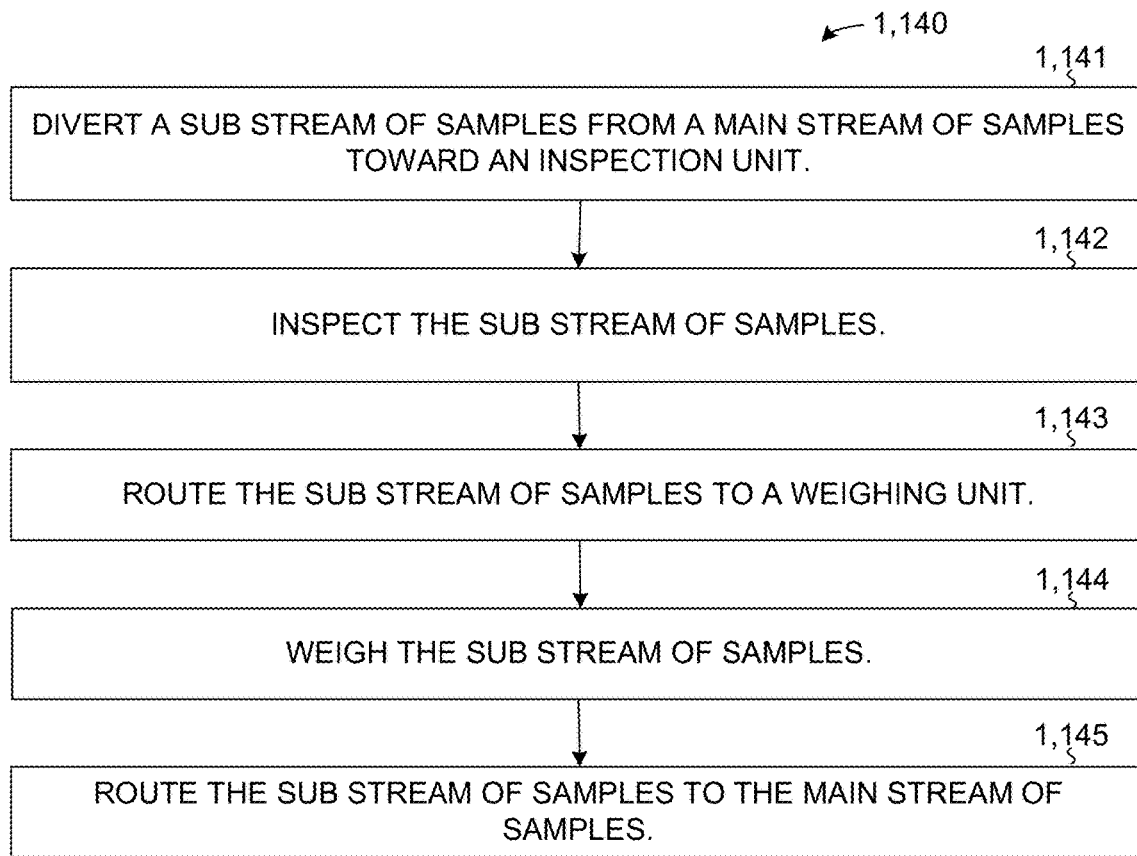 1,140
1,141
DIVERT A SUB STREAM OF SAMPLES FROM A MAIN STREAM OF SAMPLES
TOWARD AN INSPECTION UNIT.
1,142
INSPECT THE SUB STREAM OF SAMPLES.
1,143
ROUTE THE SUB STREAM OF SAMPLES TO A WEIGHING UNIT.
1,144
WEIGH THE SUB STREAM OF SAMPLES.
1,145
ROUTE THE SUB STREAM OF SAMPLES TO THE MAIN STREAM OF
SAMPLES.